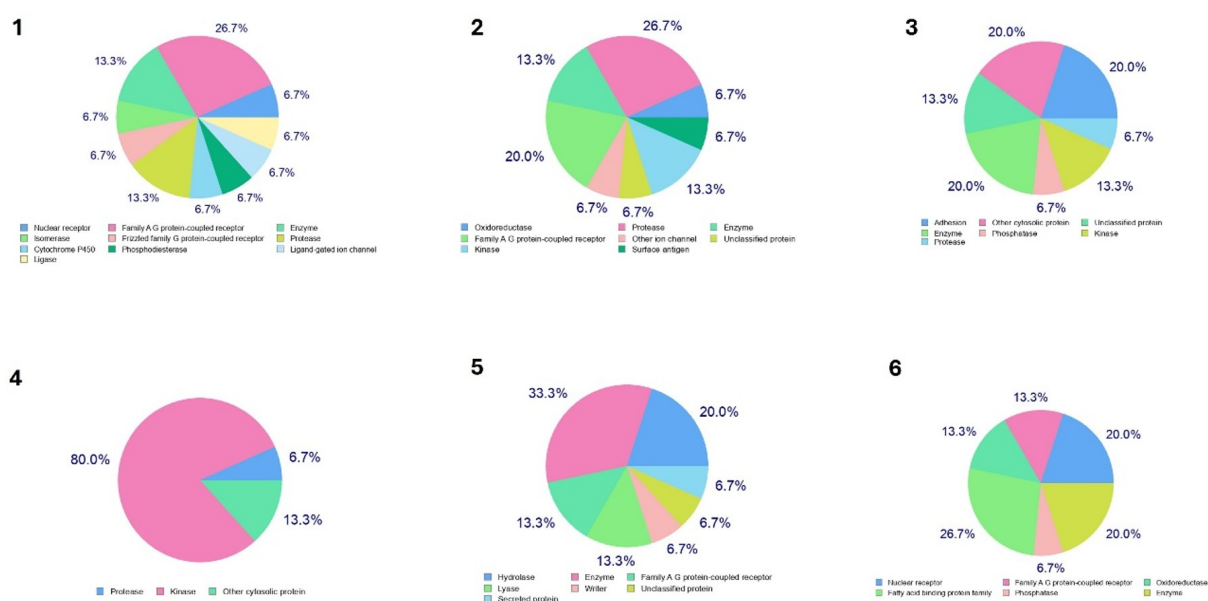 1
26.7%
13.3%
6.7%
6.7%
6.7%
6.7%
6.7%
13.3%
6.7%
6.7%
Nuclear receptor Family A G protein-coupled receptor Enzyme
Isomerase Frizzled family G protein-coupled receptor Protease
Cytochrome P450 Phosphodiesterase Ligand-gated ion channel
Ligase
2
26.7%
13.3%
6.7%
6.7%
20.0%
13.3%
6.7%
6.7%
Oxidoreductase Protease Enzyme
Family A G protein-coupled receptor Other ion channel Unclassified protein
Kinase Surface antigen
3
20.0%
20.0%
13.3%
6.7%
20.0%
13.3%
6.7%
Adhesion Other cytosolic protein Unclassified protein
Enzyme Phosphatase Kinase
Protease
4
80.0%
6.7%
13.3%
Protease Kinase Other cytosolic protein
5
33.3%
20.0%
6.7%
13.3%
6.7%
6.7%
13.3%
Hydrolase Enzyme Family A G protein-coupled receptor
Lyase Writer Unclassified protein
Secreted protein
6
13.3%
13.3%
20.0%
26.7%
20.0%
6.7%
Nuclear receptor Family A G protein-coupled receptor Oxidoreductase
Fatty acid binding protein family Phosphatase Enzyme